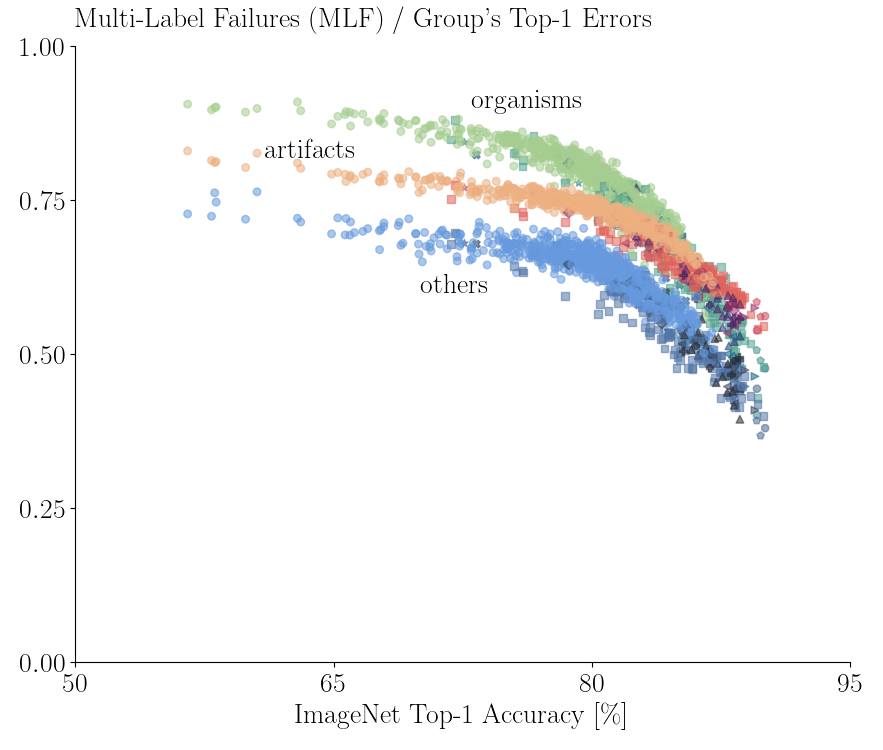 Multi-Label Failures (MLF) / Group's Top-1 Errors
1.00
organisms
artifacts
0.75
others
0.50
0.25
0.00
50
65
80
95
ImageNet Top-1 Accuracy [%]